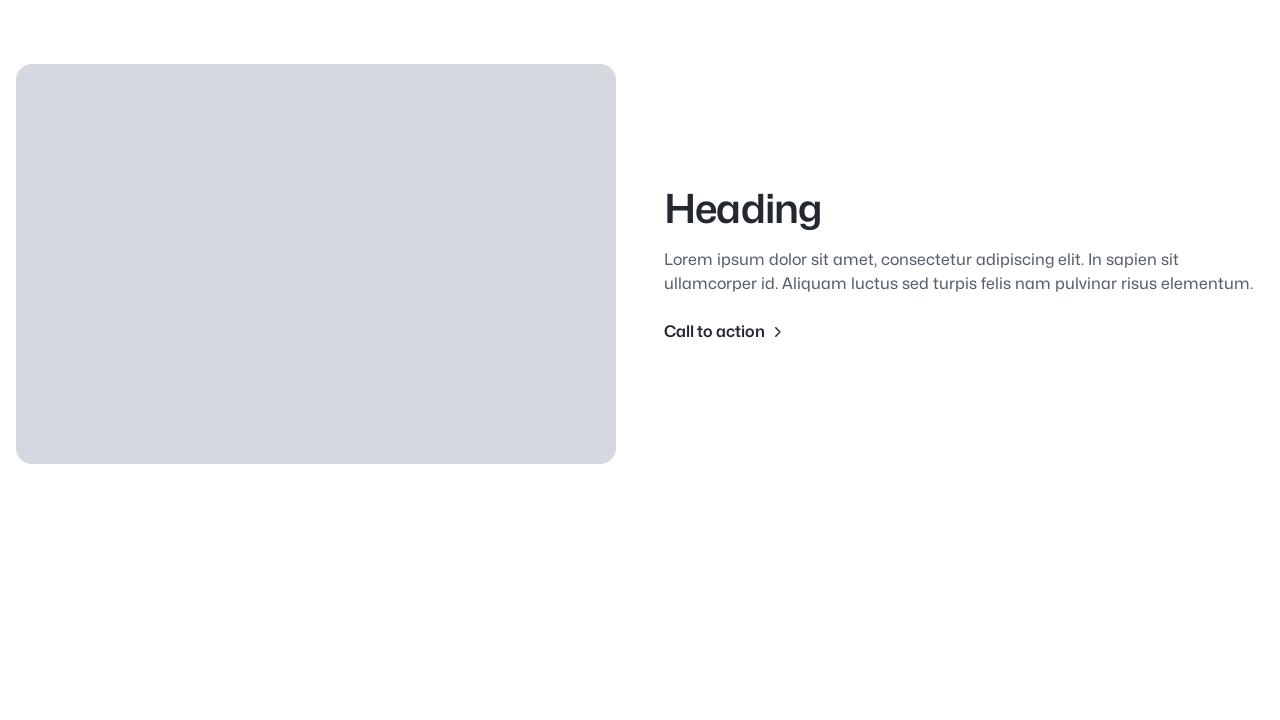 Heading
Lorem ipsum dolor sit amet, consectetur adipiscing elit. In sapien sit
ullamcorper id. Aliquam luctus sed turpis felis nam pulvinar risus elementum.
Call to action